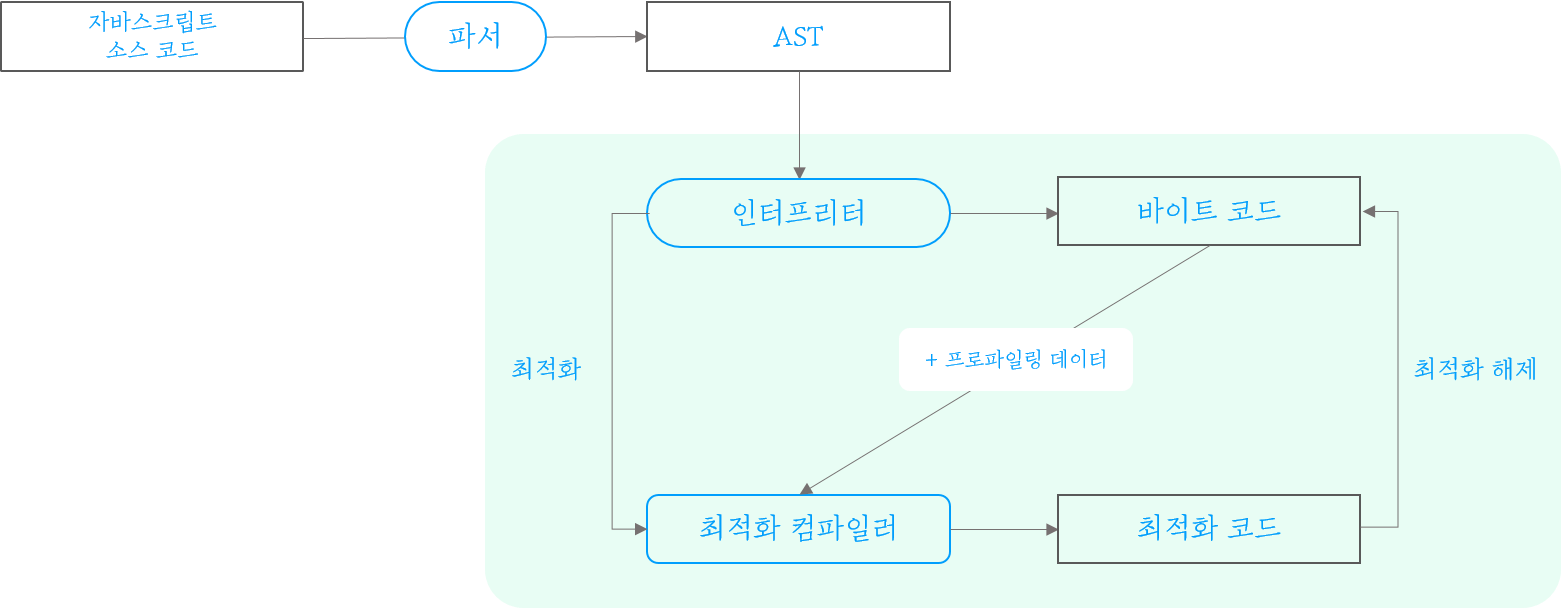 자바스크립트
소스 코드
파서
AST
인터프리터
바이트 코드
+ 프로파일링 데이터
최적화
최적화 해제
최적화 컴파일러
최적화 코드